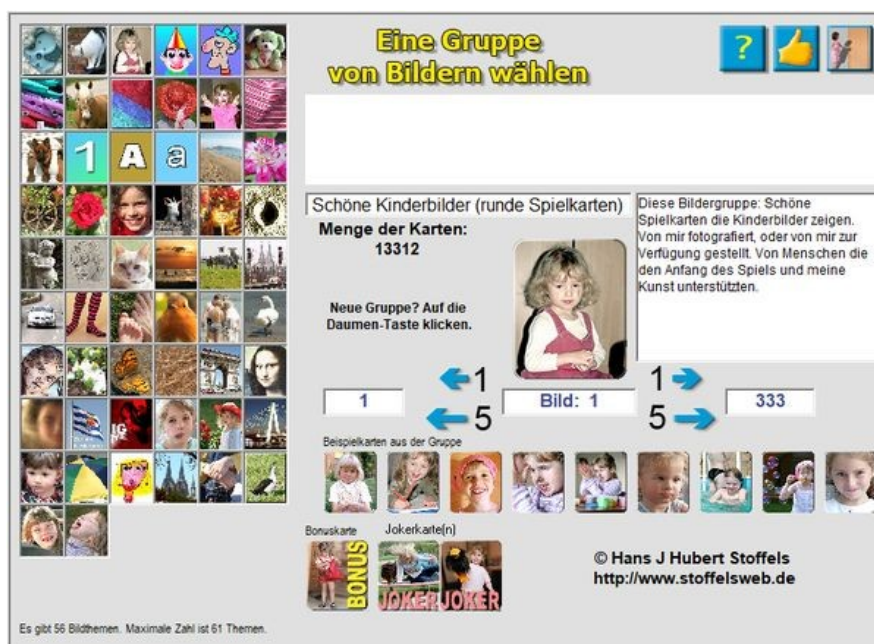 Eine Gruppe
von Bildern wählen
?
1
A
a
Schöne Kinderbilder (runde Spielkarten)
Menge der Karten:
13312
Neue Gruppe? Auf die
Daumen-Taste klicken.
Diese Bildergruppe: Schöne
Spielkarten die Kinderbilder zeigen.
Von mir fotografiert, oder von mir zur
Verfügung gestellt. Von Menschen die
den Anfang des Spiels und meine
Kunst unterstützten.
1
1
1
Bild: 1
333
5
5
Beispielkarten aus der Gruppe
Bonuskarte
Jokerkarte(n)
BONUS
JOKER
JOKER
© Hans J Hubert Stoffels
http://www.stoffelsweb.de
Es gibt 56 Bildthemen. Maximale Zahl ist 61 Themen.